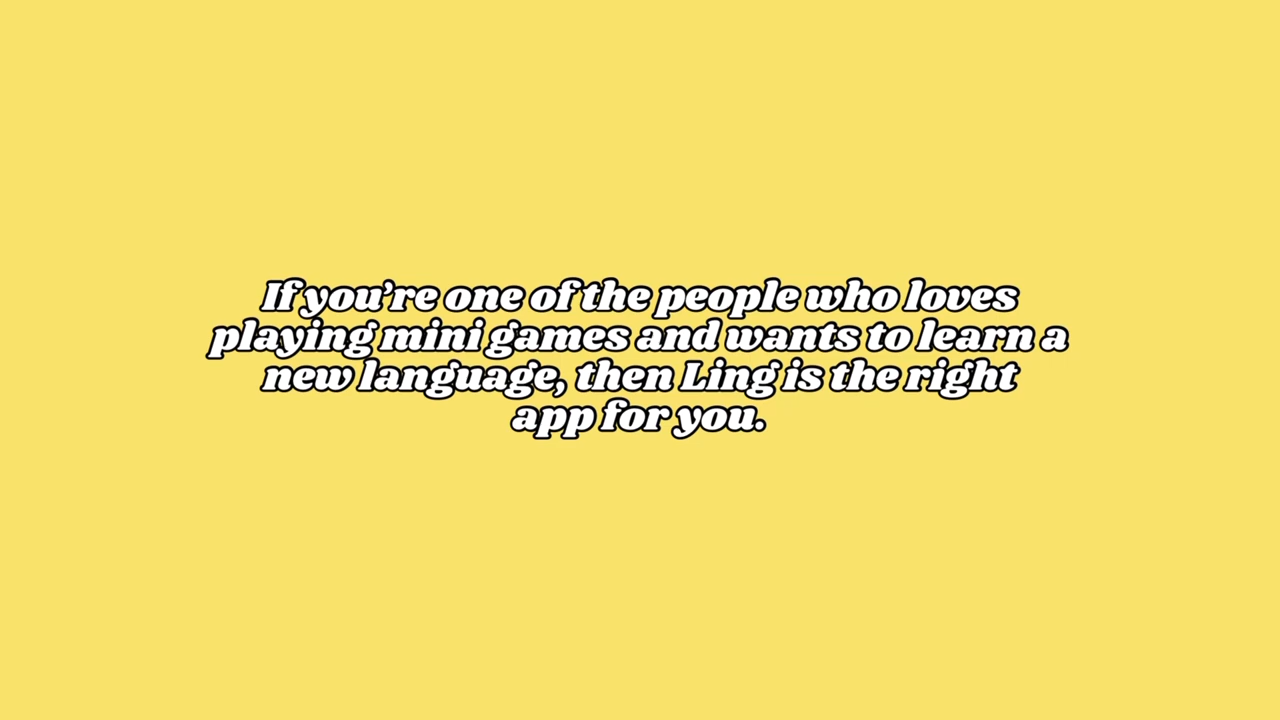 If you’re one of the people who loves
playing mini games and wants to learn a
new language, then Ling is the right
app for you.